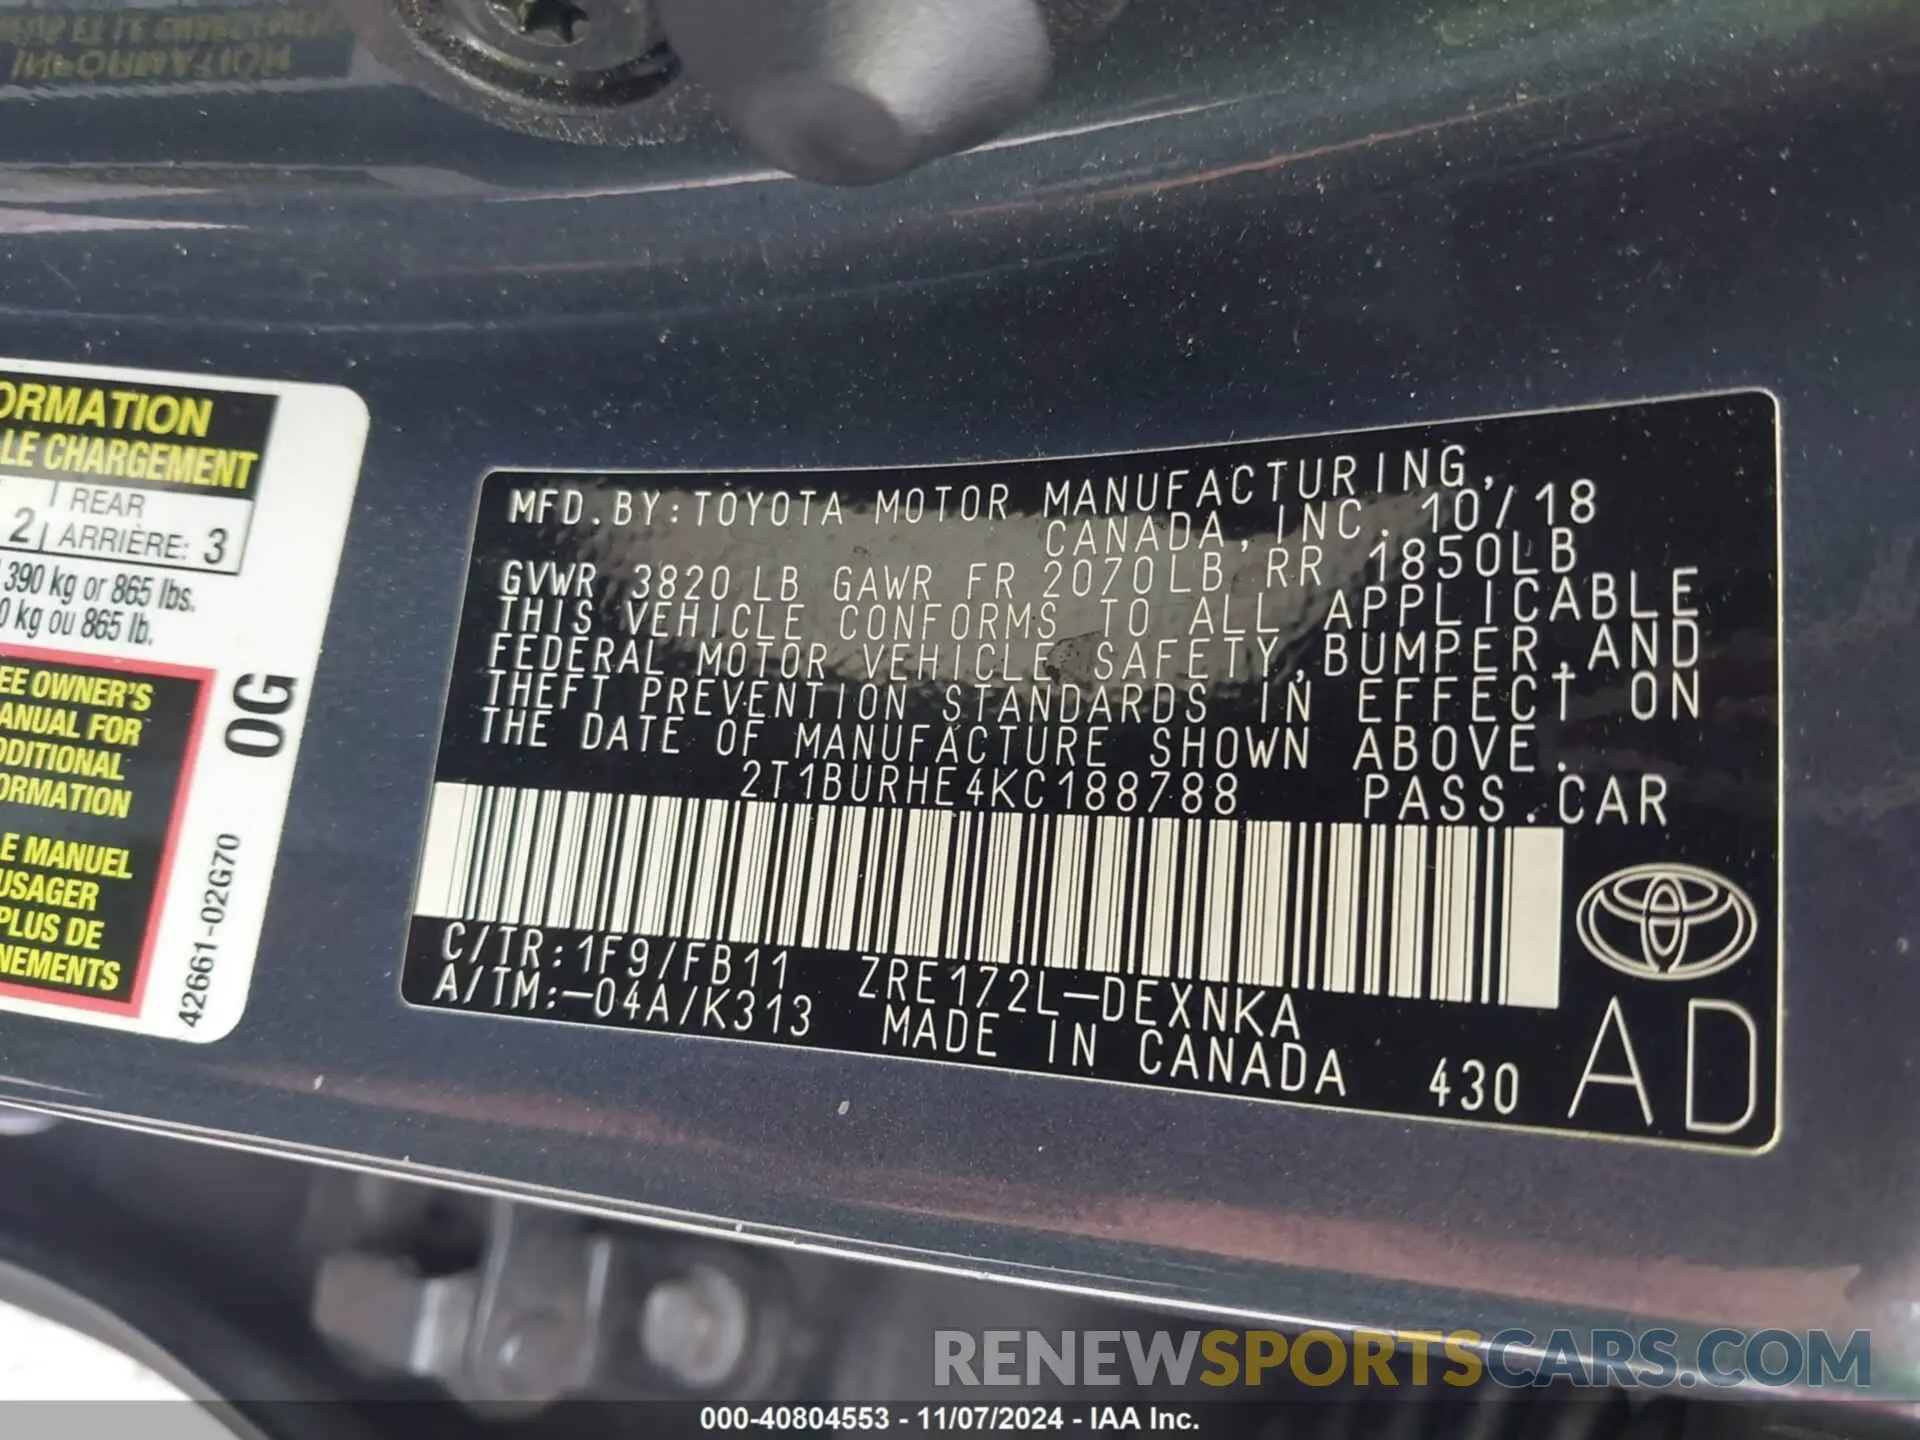 INFORMATION
ORMATION
LE CHARGEMENT
2 REAR
ARRIÈRE: 3
390 kg or 865 lbs.
0 kg ou 865 lb.
EE OWNER'S
ANUAL FOR
DDITIONAL
ORMATION
E MANUEL
USAGER
PLUS DE
NEMENTS
0G
42661-02G70
MFD.BY:TOYOTA MOTOR MANUFACTURING,
CANADA,INC. 10/18
GVWR 3820 LB GAWR FR 2070LB RR 1850LB
THIS VEHICLE CONFORMS TO ALL APPLICABLE
FEDERAL MOTOR VEHICLE SAFETY,BUMPER,AND
THEFT PREVENTION STANDARDS IN EFFECT ON
THE DATE OF MANUFACTURE SHOWN ABOVE.
2T1BURHE4KC188788 PASS.CAR
C/TR:1F9/FB11 ZRE172L-DEXNKA
A/TM:-04A/K313 MADE IN CANADA 430 AD
RENEWSPORTSCARS.COM
000-40804553 - 11/07/2024 - IAA Inc.